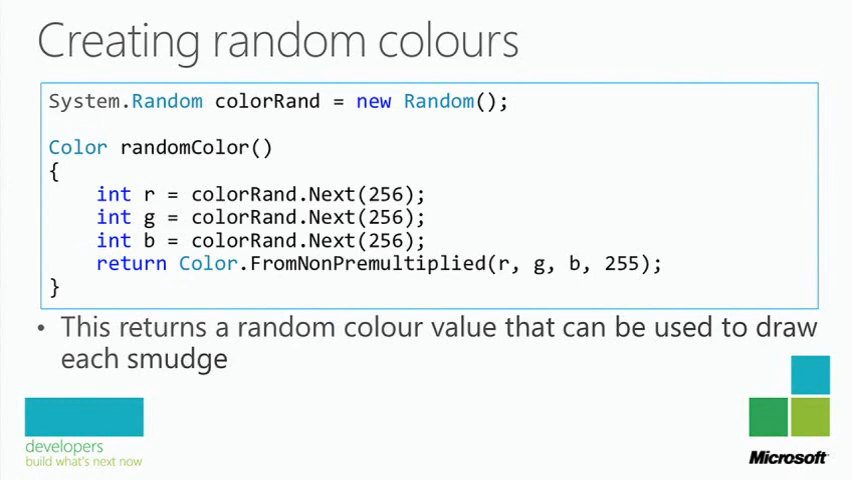 Creating random colours
System.Random colorRand = new Random();
Color randomColor()
{
    int r = colorRand.Next(256);
    int g = colorRand.Next(256);
    int b = colorRand.Next(256);
    return Color.FromNonPremultiplied(r, g, b, 255);
}
• This returns a random colour value that can be used to draw
each smudge
developers
build what's next now
Microsoft